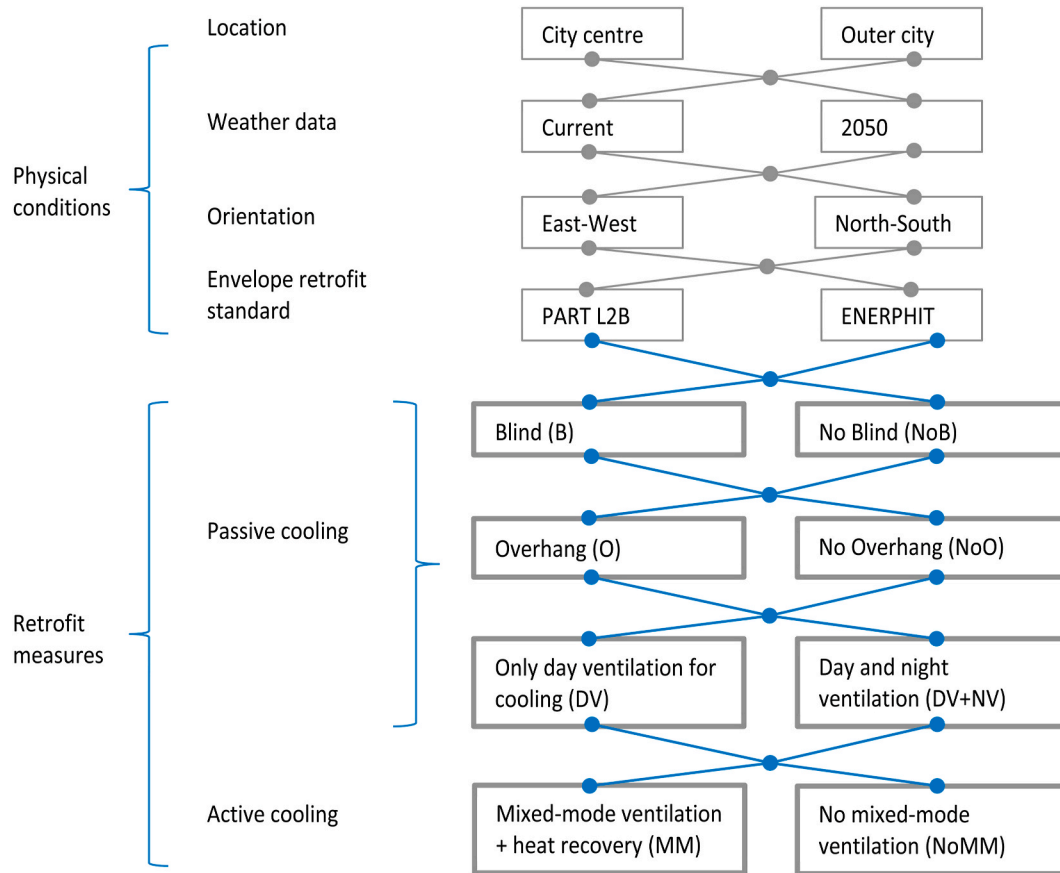 Location
City centre
Outer city
Weather data
Current
2050
Physical
conditions
Orientation
East-West
North-South
Envelope retrofit
standard
PART L2B
ENERPHIT
Blind (B)
No Blind (NoB)
Passive cooling
Overhang (O)
No Overhang (NoO)
Retrofit
measures
Only day ventilation for
cooling (DV)
Day and night
ventilation (DV+NV)
Active cooling
Mixed-mode ventilation
+ heat recovery (MM)
No mixed-mode
ventilation (NoMM)